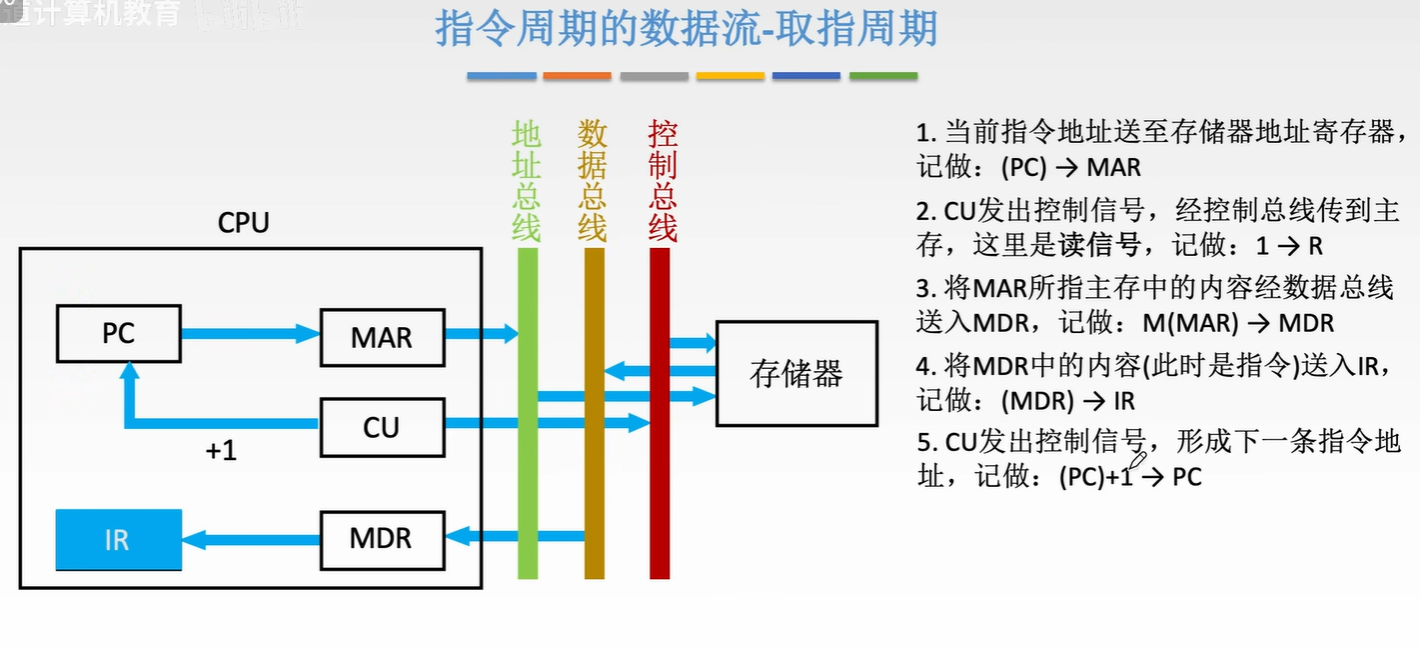 道计算机教育
指令周期的数据流-取指周期
地址总线
数据总线
控制总线
CPU
PC
MAR
CU
+1
IR
MDR
存储器
1. 当前指令地址送至存储器地址寄存器，
记做：(PC) → MAR
2. CU发出控制信号，经控制总线传到主
存，这里是读信号，记做：1 → R
3. 将MAR所指主存中的内容经数据总线
送入MDR，记做：M(MAR) → MDR
4. 将MDR中的内容(此时是指令)送入IR，
记做：(MDR) → IR
5. CU发出控制信号，形成下一条指令地
址，记做：(PC)+1 → PC